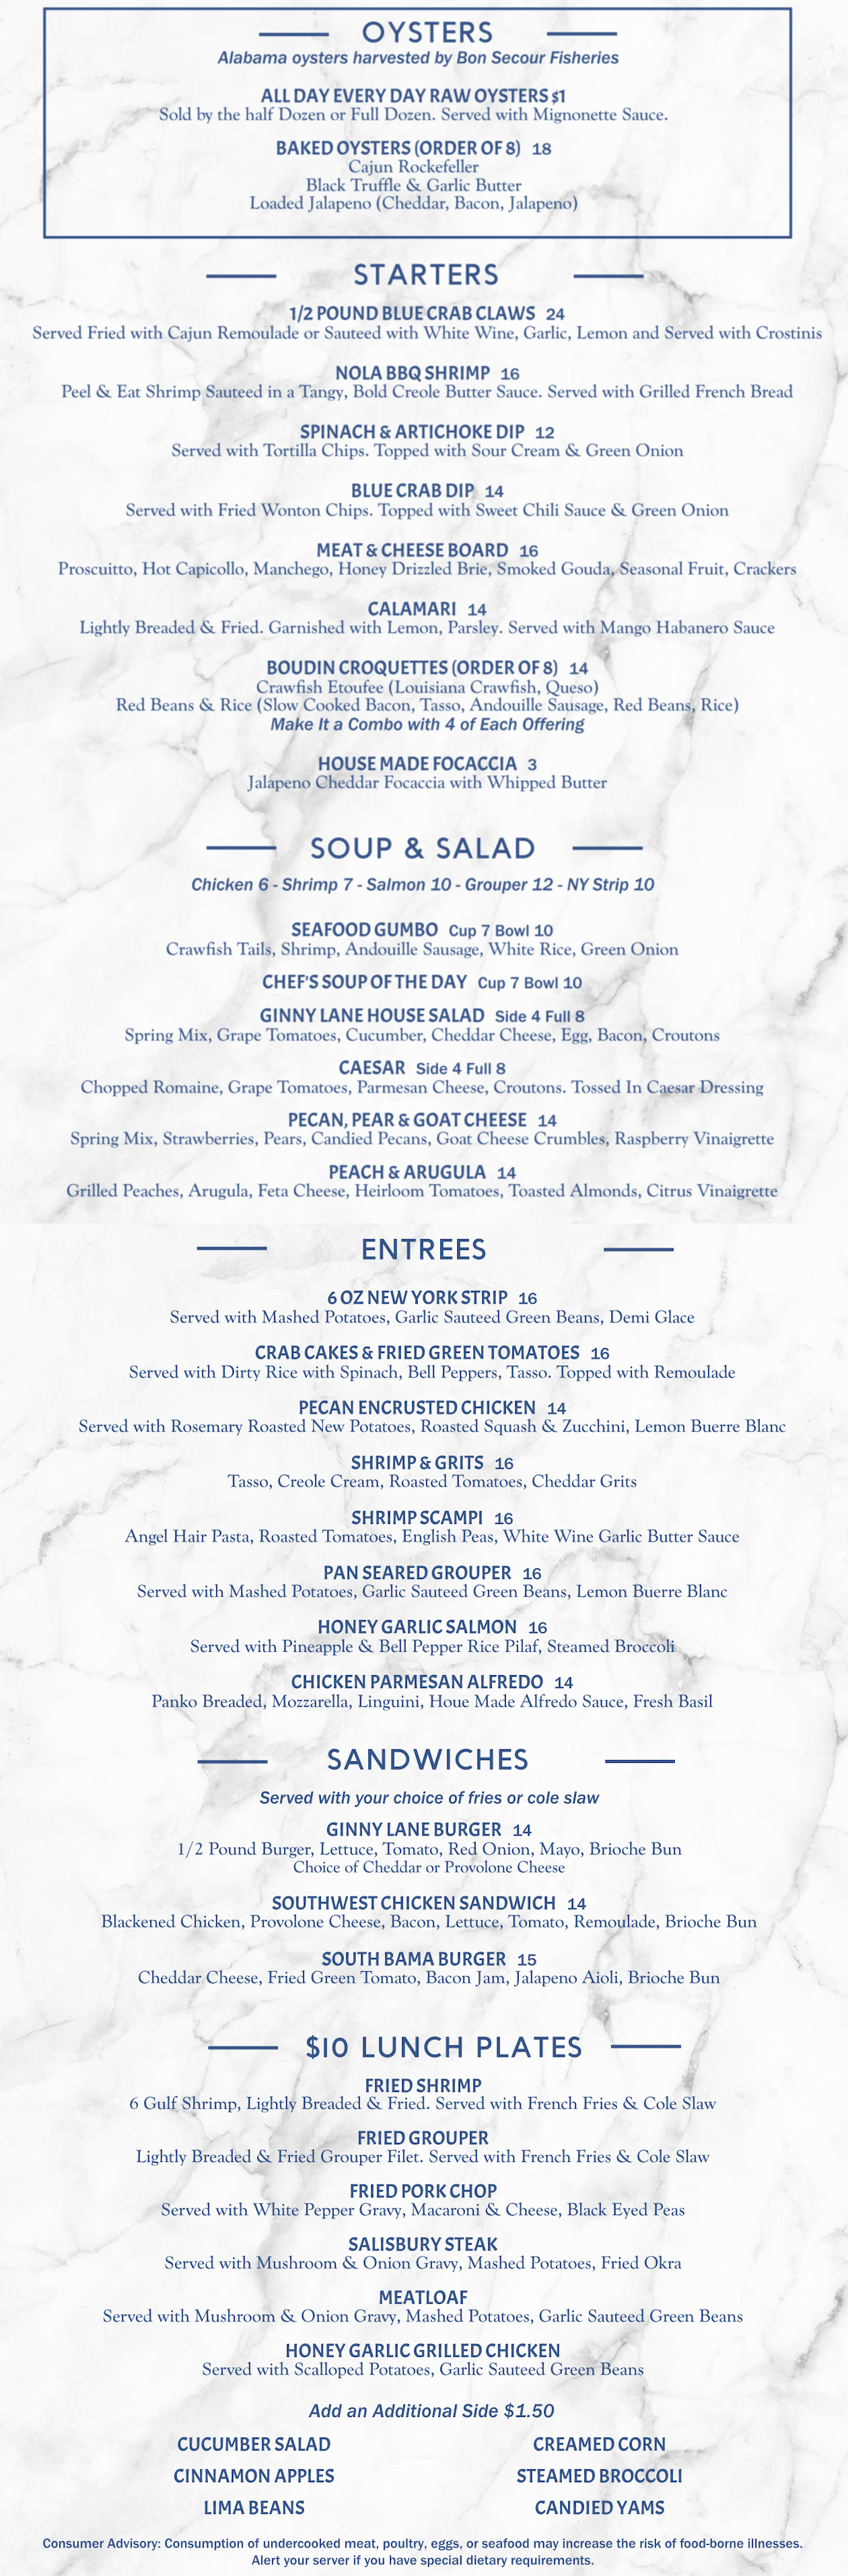 OYSTERS
Alabama oysters harvested by Bon Secour Fisheries
ALL DAY EVERY DAY RAW OYSTERS $1
Sold by the half Dozen or Full Dozen. Served with Mignonette Sauce.
BAKED OYSTERS (ORDER OF 8) 18
Cajun Rockefeller
Black Truffle & Garlic Butter
Loaded Jalapeno (Cheddar, Bacon, Jalapeno)
STARTERS
1/2 POUND BLUE CRAB CLAWS 24
Served Fried with Cajun Remoulade or Sauteed with White Wine, Garlic, Lemon and Served with Crostinis
NOLA BBQ SHRIMP 16
Peel & Eat Shrimp Sauteed in a Tangy, Bold Creole Butter Sauce. Served with Grilled French Bread
SPINACH & ARTICHOKE DIP 12
Served with Tortilla Chips. Topped with Sour Cream & Green Onion
BLUE CRAB DIP 14
Served with Fried Wonton Chips. Topped with Sweet Chili Sauce & Green Onion
MEAT & CHEESE BOARD 16
Proscuitto, Hot Capicollo, Manchego, Honey Drizzled Brie, Smoked Gouda, Seasonal Fruit, Crackers
CALAMARI 14
Lightly Breaded & Fried. Garnished with Lemon, Parsley. Served with Mango Habanero Sauce
BOUDIN CROQUETTES (ORDER OF 8) 14
Crawfish Etoufee (Louisiana Crawfish, Queso)
Red Beans & Rice (Slow Cooked Bacon, Tasso, Andouille Sausage, Red Beans, Rice)
Make It a Combo with 4 of Each Offering
HOUSE MADE FOCACCIA 3
Jalapeno Cheddar Focaccia with Whipped Butter
SOUP & SALAD
Chicken 6 - Shrimp 7 - Salmon 10 - Grouper 12 - NY Strip 10
SEAFOOD GUMBO Cup 7 Bowl 10
Crawfish Tails, Shrimp, Andouille Sausage, White Rice, Green Onion
CHEF'S SOUP OF THE DAY Cup 7 Bowl 10
GINNY LANE HOUSE SALAD Side 4 Full 8
Spring Mix, Grape Tomatoes, Cucumber, Cheddar Cheese, Egg, Bacon, Croutons
CAESAR Side 4 Full 8
Chopped Romaine, Grape Tomatoes, Parmesan Cheese, Croutons. Tossed In Caesar Dressing
PECAN, PEAR & GOAT CHEESE 14
Spring Mix, Strawberries, Pears, Candied Pecans, Goat Cheese Crumbles, Raspberry Vinaigrette
PEACH & ARUGULA 14
Grilled Peaches, Arugula, Feta Cheese, Heirloom Tomatoes, Toasted Almonds, Citrus Vinaigrette
ENTREES
6 OZ NEW YORK STRIP 16
Served with Mashed Potatoes, Garlic Sauteed Green Beans, Demi Glace
CRAB CAKES & FRIED GREEN TOMATOES 16
Served with Dirty Rice with Spinach, Bell Peppers, Tasso. Topped with Remoulade
PECAN ENCRUSTED CHICKEN 14
Served with Rosemary Roasted New Potatoes, Roasted Squash & Zucchini, Lemon Buerre Blanc
SHRIMP & GRITS 16
Tasso, Creole Cream, Roasted Tomatoes, Cheddar Grits
SHRIMP SCAMPI 16
Angel Hair Pasta, Roasted Tomatoes, English Peas, White Wine Garlic Butter Sauce
PAN SEARED GROUPER 16
Served with Mashed Potatoes, Garlic Sauteed Green Beans, Lemon Buerre Blanc
HONEY GARLIC SALMON 16
Served with Pineapple & Bell Pepper Rice Pilaf, Steamed Broccoli
CHICKEN PARMESAN ALFREDO 14
Panko Breaded, Mozzarella, Linguini, Houe Made Alfredo Sauce, Fresh Basil
SANDWICHES
Served with your choice of fries or cole slaw
GINNY LANE BURGER 14
1/2 Pound Burger, Lettuce, Tomato, Red Onion, Mayo, Brioche Bun
Choice of Cheddar or Provolone Cheese
SOUTHWEST CHICKEN SANDWICH 14
Blackened Chicken, Provolone Cheese, Bacon, Lettuce, Tomato, Remoulade, Brioche Bun
SOUTH BAMA BURGER 15
Cheddar Cheese, Fried Green Tomato, Bacon Jam, Jalapeno Aioli, Brioche Bun
$10 LUNCH PLATES
FRIED SHRIMP
6 Gulf Shrimp, Lightly Breaded & Fried. Served with French Fries & Cole Slaw
FRIED GROUPER
Lightly Breaded & Fried Grouper Filet. Served with French Fries & Cole Slaw
FRIED PORK CHOP
Served with White Pepper Gravy, Macaroni & Cheese, Black Eyed Peas
SALISBURY STEAK
Served with Mushroom & Onion Gravy, Mashed Potatoes, Fried Okra
MEATLOAF
Served with Mushroom & Onion Gravy, Mashed Potatoes, Garlic Sauteed Green Beans
HONEY GARLIC GRILLED CHICKEN
Served with Scalloped Potatoes, Garlic Sauteed Green Beans
Add an Additional Side $1.50
CUCUMBER SALAD CREAMED CORN
CINNAMON APPLES STEAMED BROCCOLI
LIMA BEANS CANDIED YAMS
Consumer Advisory: Consumption of undercooked meat, poultry, eggs, or seafood may increase the risk of food-borne illnesses.
Alert your server if you have special dietary requirements.